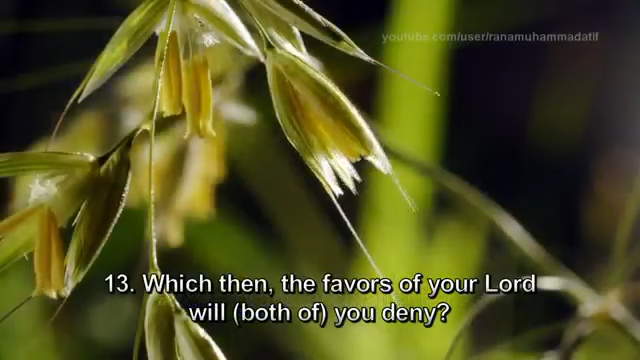 youtube.com/user/ranamuhammadatif
13. Which then, the favors of your Lord
will (both of) you deny?